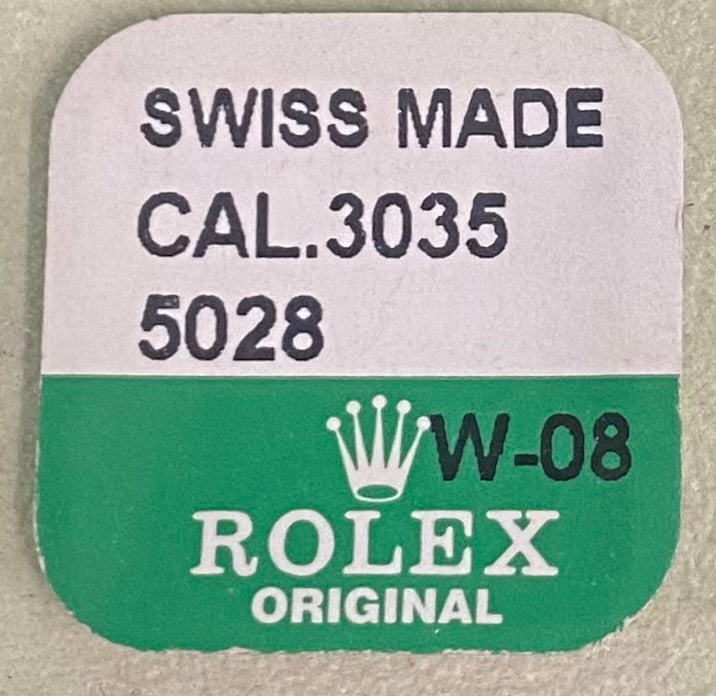 SWISS MADE
CAL.3035
5028
W-08
ROLEX
ORIGINAL